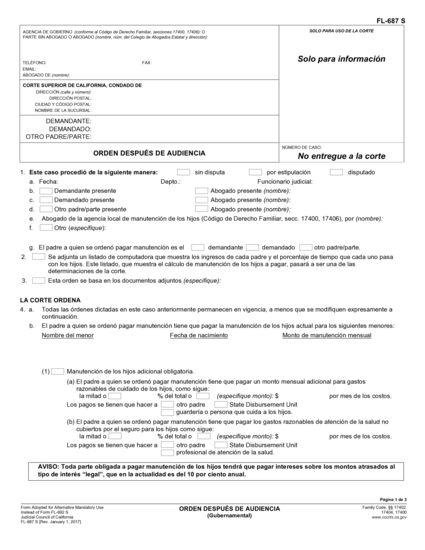 FL-687 S
AGENCIA DE GOBIERNO (conforme al Código de Derecho Familiar, secciones 17400, 17406): O
PARTE SIN ABOGADO O ABOGADO (nombre, núm. del Colegio de Abogados Estatal y dirección):
SOLO PARA USO DE LA CORTE
Solo para información
TELÉFONO: FAX:
EMAIL:
ABOGADO DE (nombre):
CORTE SUPERIOR DE CALIFORNIA, CONDADO DE
DIRECCIÓN (calle y número):
DIRECCIÓN POSTAL:
CIUDAD Y CÓDIGO POSTAL:
NOMBRE DE LA SUCURSAL:
DEMANDANTE:
DEMANDADO:
OTRO PADRE/PARTE:
ORDEN DESPUÉS DE AUDIENCIA
NÚMERO DE CASO:
No entregue a la corte
1. Este caso procedió de la siguiente manera: sin disputa por estipulación disputado
a. Fecha: Depto.: Funcionario judicial:
b. Demandante presente Abogado presente (nombre):
c. Demandado presente Abogado presente (nombre):
d. Otro padre/parte presente Abogado presente (nombre):
e. Abogado de la agencia local de manutención de los hijos (Código de Derecho Familiar, secc. 17400, 17406), por (nombre):
f. Otro (especifique):
g. El padre a quien se ordenó pagar manutención es el demandante demandado otro padre/parte.
2. Se adjunta un listado de computadora que muestra los ingresos de cada padre y el porcentaje de tiempo que cada uno pasa
con los hijos. Este listado, que muestra el cálculo de manutención de los hijos a pagar, pasará a ser una de las
determinaciones de la corte.
3. Esta orden se basa en los documentos adjuntos (especifique):
LA CORTE ORDENA
4. a. Todas las órdenes dictadas en este caso anteriormente permanecen en vigencia, a menos que se modifiquen expresamente a
continuación.
b. El padre a quien se ordenó pagar manutención tiene que pagar la manutención de los hijos actual para los siguientes menores:
Nombre del menor Fecha de nacimiento Monto de manutención mensual
(1) Manutención de los hijos adicional obligatoria.
(a) El padre a quien se ordenó pagar manutención tiene que pagar un monto mensual adicional para gastos
razonables de cuidado de los hijos, como sigue:
la mitad o % del total o (especifique monto): $ por mes de los costos.
Los pagos se tienen que hacer a otro padre State Disbursement Unit
guardería o persona que cuida a los hijos.
(b) El padre a quien se ordenó pagar manutención tiene que pagar los gastos razonables de atención de la salud no
cubiertos por el seguro para los hijos como sigue:
la mitad o % del total o (especifique monto): $ por mes de los costos.
Los pagos se tienen que hacer a otro padre State Disbursement Unit
profesional de atención de la salud.
AVISO: Toda parte obligada a pagar manutención de los hijos tendrá que pagar intereses sobre los montos atrasados al
tipo de interés “legal”, que en la actualidad es del 10 por ciento anual.
Página 1 de 3
Form Adopted for Alternative Mandatory Use
Instead of Form FL-692 S
Judicial Council of California
FL-687 S [Rev. January 1, 2017]
ORDEN DESPUÉS DE AUDIENCIA
(Gubernamental)
Family Code, §§ 17402,
17404, 17400
www.courts.ca.gov